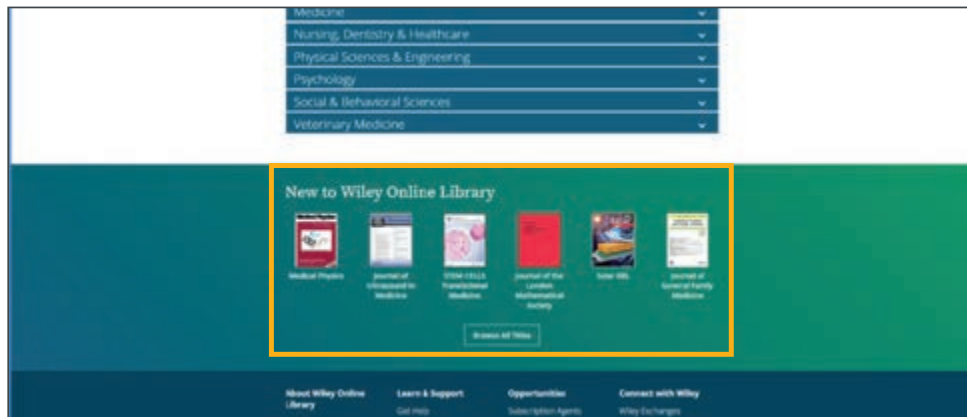 Medicine
Nursing, Dentistry & Healthcare
Physical Sciences & Engineering
Psychology
Social & Behavioral Sciences
Veterinary Medicine
New to Wiley Online Library
Medical Physics
Journal of
Ultrasound in
Medicine
STEM CELLS
Translational
Medicine
Journal of the
London
Mathematical
Society
Solar RRL
Journal of
General Family
Medicine
Browse All Titles
About Wiley Online
Library
Learn & Support
Get Help
Opportunities
Subscription Agents
Connect with Wiley
Wiley Exchanges